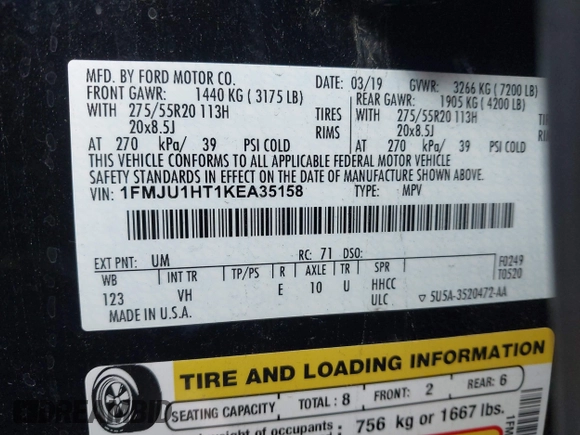 MFD. BY FORD MOTOR CO. DATE: 03/19 GVWR: 3266 KG (7200 LB)
FRONT GAWR: 1440 KG (3175 LB) REAR GAWR: 1905 KG (4200 LB)
WITH 275/55R20 113H TIRES WITH 275/55R20 113H
20x8.5J RIMS 20x8.5J
AT 270 kPa/ 39 PSI COLD AT 270 kPa/ 39 PSI COLD
THIS VEHICLE CONFORMS TO ALL APPLICABLE FEDERAL MOTOR VEHICLE
SAFETY STANDARDS IN EFFECT ON THE DATE OF MANUFACTURE SHOWN ABOVE.
VIN: 1FMJU1HT1KEA35158 TYPE: MPV
EXT PNT: UM RC: 71 DSO: F0249
WB INT TR TP/PS R AXLE TR SPR T0520
123 VH E 10 U HHCC
ULC ▽ 5U5A-3520472-AA
MADE IN U.S.A.
TIRE AND LOADING INFORMATION
SEATING CAPACITY TOTAL: 8 FRONT: 2 REAR: 6
756 kg or 1667 lbs.
DREAMBID